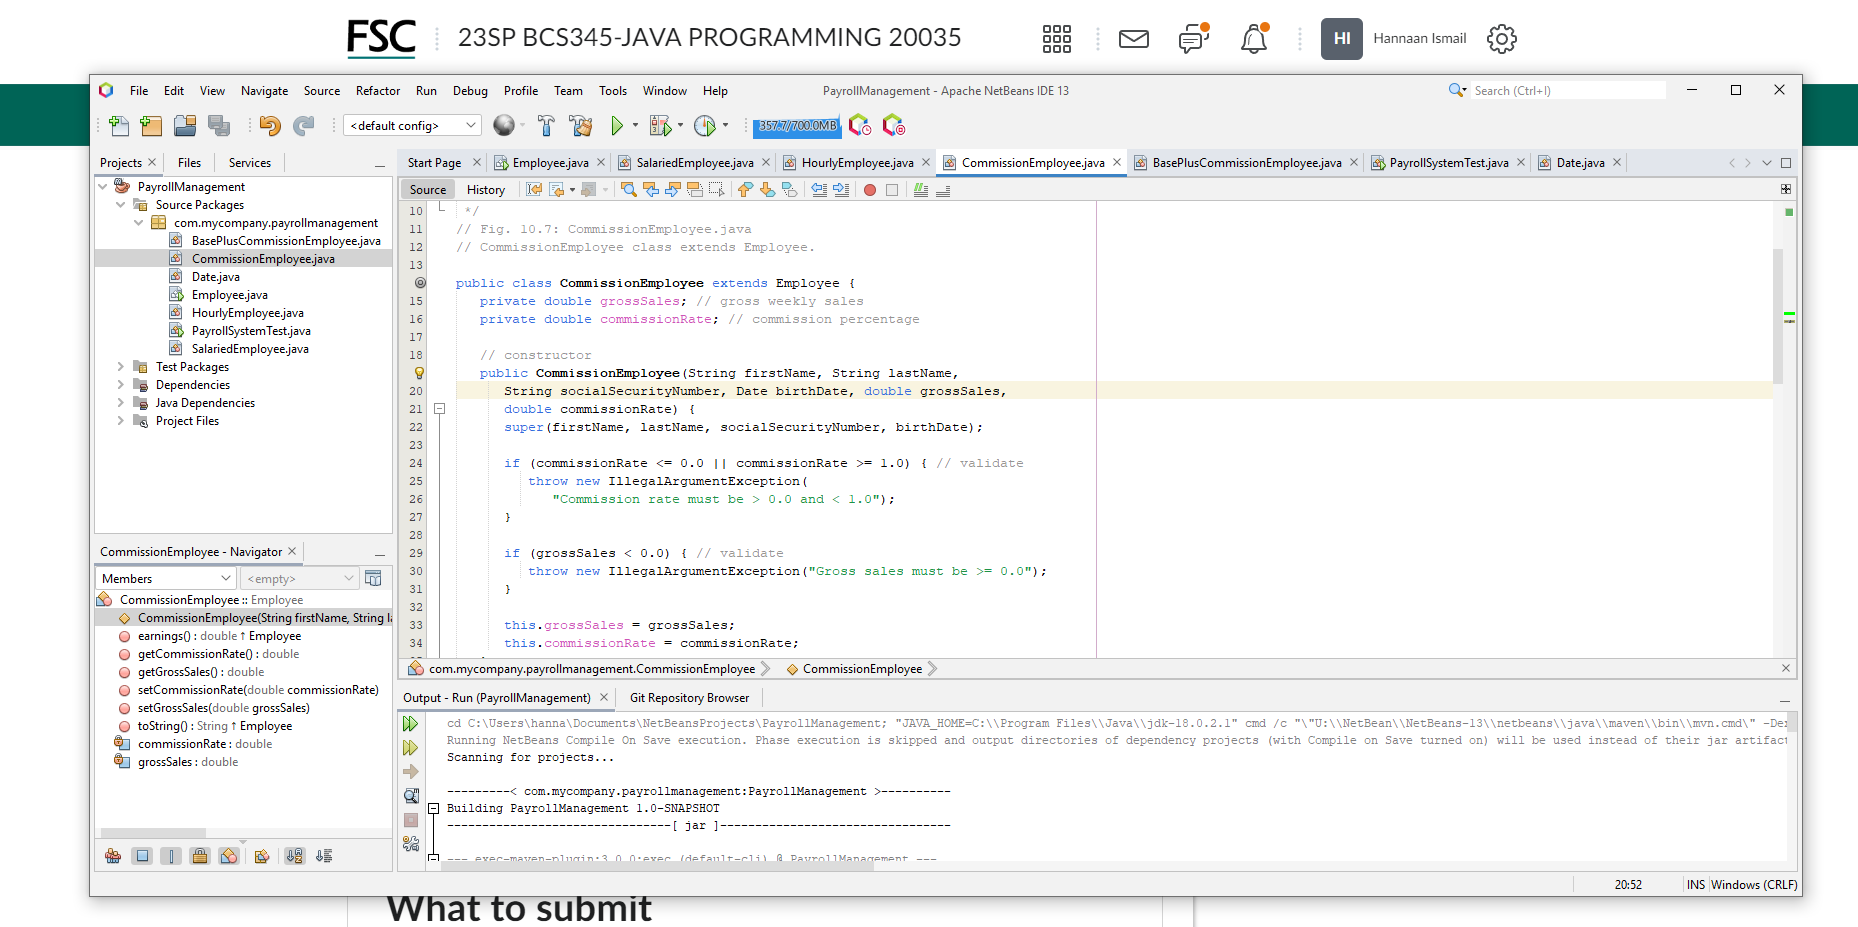 FSC 23SP BCS345-JAVA PROGRAMMING 20035 HI Hannaan Ismail
File Edit View Navigate Source Refactor Run Debug Profile Team Tools Window Help PayrollManagement - Apache NetBeans IDE 13 Search (Ctrl+I)
<default config> 357.7/700.0MB
Projects Files Services
Start Page Employee.java SalariedEmployee.java HourlyEmployee.java CommissionEmployee.java BasePlusCommissionEmployee.java PayrollSystemTest.java Date.java
Source History
PayrollManagement
Source Packages
com.mycompany.payrollmanagement
BasePlusCommissionEmployee.java
CommissionEmployee.java
Date.java
Employee.java
HourlyEmployee.java
PayrollSystemTest.java
SalariedEmployee.java
Test Packages
Dependencies
Java Dependencies
Project Files
10 */
11 // Fig. 10.7: CommissionEmployee.java
12 // CommissionEmployee class extends Employee.
13
public class CommissionEmployee extends Employee {
15 private double grossSales; // gross weekly sales
16 private double commissionRate; // commission percentage
17
18 // constructor
public CommissionEmployee(String firstName, String lastName,
20 String socialSecurityNumber, Date birthDate, double grossSales,
21 double commissionRate) {
22 super(firstName, lastName, socialSecurityNumber, birthDate);
23
24 if (commissionRate <= 0.0 || commissionRate >= 1.0) { // validate
25 throw new IllegalArgumentException(
26 "Commission rate must be > 0.0 and < 1.0");
27 }
28
29 if (grossSales < 0.0) { // validate
30 throw new IllegalArgumentException("Gross sales must be >= 0.0");
31 }
32
33 this.grossSales = grossSales;
34 this.commissionRate = commissionRate;
com.mycompany.payrollmanagement.CommissionEmployee CommissionEmployee
CommissionEmployee - Navigator
Members <empty>
CommissionEmployee :: Employee
CommissionEmployee(String firstName, String la
earnings() : double ↑ Employee
getCommissionRate() : double
getGrossSales() : double
setCommissionRate(double commissionRate)
setGrossSales(double grossSales)
toString() : String ↑ Employee
commissionRate : double
grossSales : double
Output - Run (PayrollManagement) Git Repository Browser
cd C:\Users\hanna\Documents\NetBeansProjects\PayrollManagement; "JAVA_HOME=C:\\Program Files\\Java\\jdk-18.0.2.1" cmd /c "\"U:\\NetBean\\NetBeans-13\\netbeans\\java\\maven\\bin\\mvn.cmd\" -Dex
Running NetBeans Compile On Save execution. Phase execution is skipped and output directories of dependency projects (with Compile on Save turned on) will be used instead of their jar artifact
Scanning for projects...
---------< com.mycompany.payrollmanagement:PayrollManagement >----------
Building PayrollManagement 1.0-SNAPSHOT
--------------------------------[ jar ]---------------------------------
--- exec-maven-plugin:3.0.0:exec (default-cli) @ PayrollManagement ---
20:52 INS Windows (CRLF)
What to submit